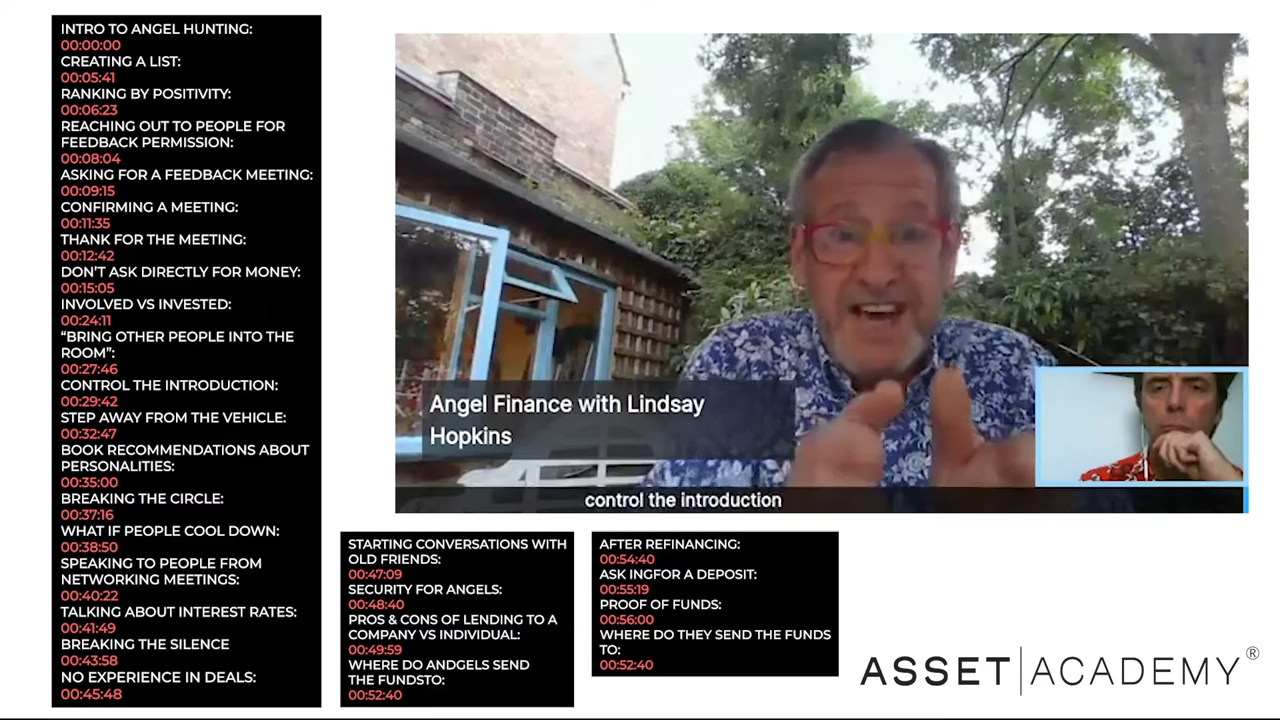 INTRO TO ANGEL HUNTING:
00:00:00
CREATING A LIST:
00:05:41
RANKING BY POSITIVITY:
00:06:23
REACHING OUT TO PEOPLE FOR
FEEDBACK PERMISSION:
00:08:04
ASKING FOR A FEEDBACK MEETING:
00:09:15
CONFIRMING A MEETING:
00:11:35
THANK FOR THE MEETING:
00:12:42
DON'T ASK DIRECTLY FOR MONEY:
00:15:05
INVOLVED VS INVESTED:
00:24:11
“BRING OTHER PEOPLE INTO THE
ROOM”:
00:27:46
CONTROL THE INTRODUCTION:
00:29:42
STEP AWAY FROM THE VEHICLE:
00:32:47
BOOK RECOMMENDATIONS ABOUT
PERSONALITIES:
00:35:00
BREAKING THE CIRCLE:
00:37:16
WHAT IF PEOPLE COOL DOWN:
00:38:50
SPEAKING TO PEOPLE FROM
NETWORKING MEETINGS:
00:40:22
TALKING ABOUT INTEREST RATES:
00:41:49
BREAKING THE SILENCE
00:43:58
NO EXPERIENCE IN DEALS:
00:45:48
Angel Finance with Lindsay
Hopkins
control the introduction
STARTING CONVERSATIONS WITH
OLD FRIENDS:
00:47:09
SECURITY FOR ANGELS:
00:48:40
PROS & CONS OF LENDING TO A
COMPANY VS INDIVIDUAL:
00:49:59
WHERE DO ANDGELS SEND
THE FUNDSTO:
00:52:40
AFTER REFINANCING:
00:54:40
ASK INGFOR A DEPOSIT:
00:55:19
PROOF OF FUNDS:
00:56:00
WHERE DO THEY SEND THE FUNDS
TO:
00:52:40
ASSET|ACADEMY®